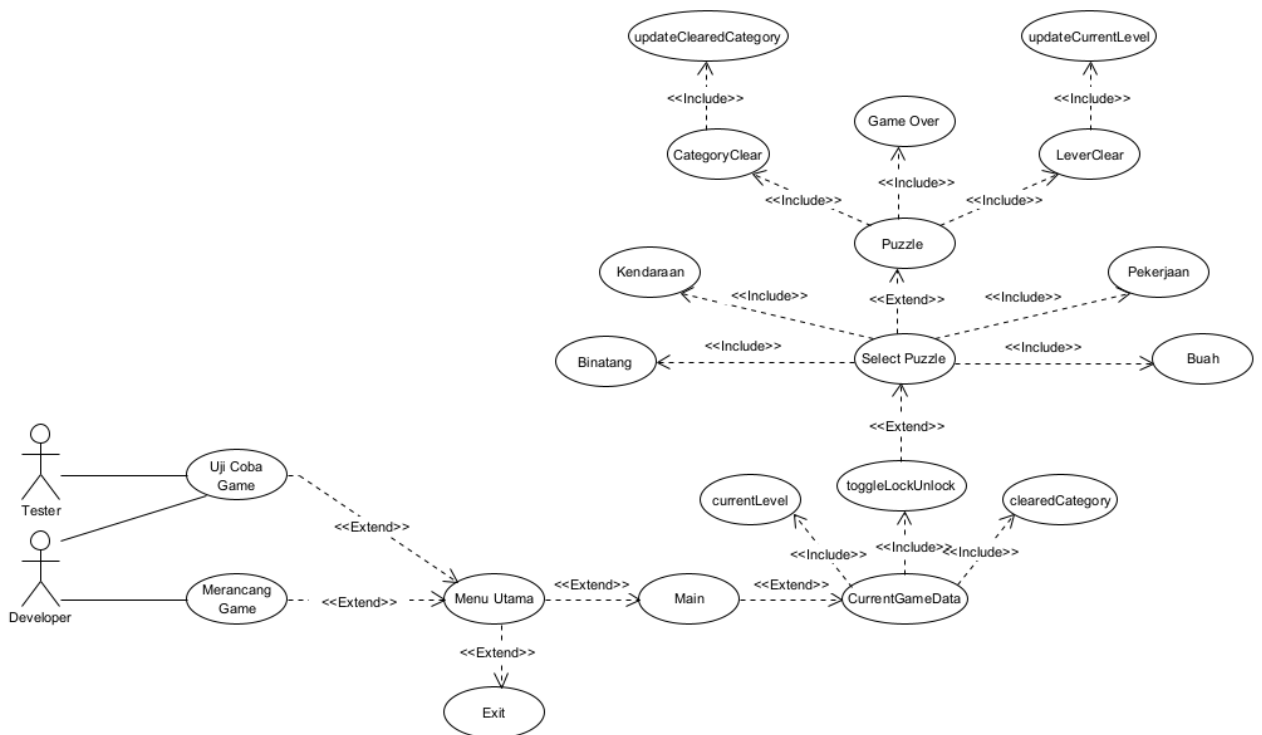 updateClearedCategory
updateCurrentLevel
<<Include>>
<<Include>>
Game Over
CategoryClear
LeverClear
<<Include>>
<<Include>>
<<Include>>
Puzzle
Kendaraan
Pekerjaan
<<Include>>
<<Extend>>
<<Include>>
<<Include>>
<<Include>>
Binatang
Select Puzzle
Buah
<<Extend>>
Uji Coba
Game
Tester
toggleLockUnlock
currentLevel
clearedCategory
<<Extend>>
<<Include>>
<<Include>>
<<Include>>
Developer
Merancang
Game
<<Extend>>
Menu Utama
<<Extend>>
Main
<<Extend>>
CurrentGameData
<<Extend>>
Exit